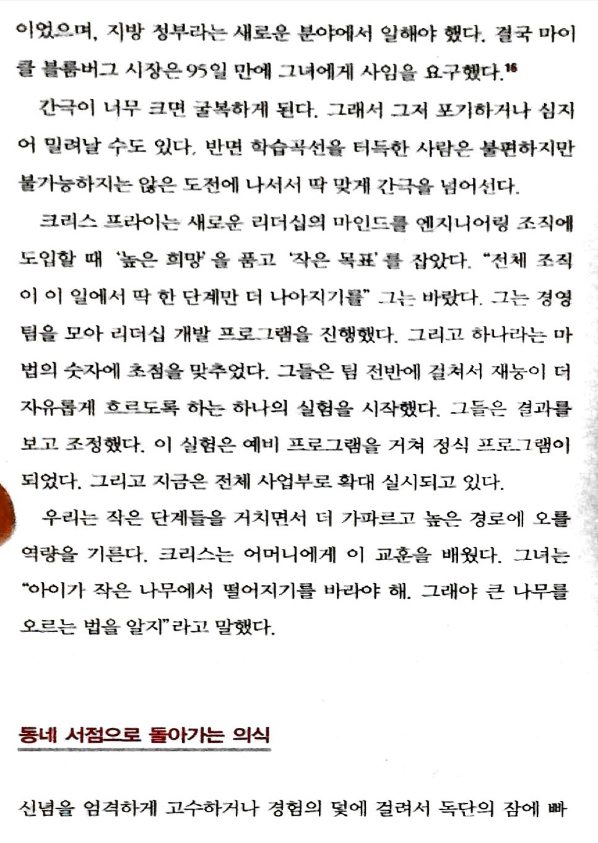 이었으며, 지방 정부라는 새로운 분야에서 일해야 했다. 결국 마이
클 블룸버그 시장은 95일 만에 그녀에게 사임을 요구했다.16
간극이 너무 크면 굴복하게 된다. 그래서 그저 포기하거나 심지
어 밀려날 수도 있다. 반면 학습곡선을 터득한 사람은 불편하지만
불가능하지는 않은 도전에 나서서 딱 맞게 간극을 넘어선다.
크리스 프라이는 새로운 리더십의 마인드를 엔지니어링 조직에
도입할 때 ‘높은 희망’을 품고 ‘작은 목표’를 잡았다. “전체 조직
이 이 일에서 딱 한 단계만 더 나아지기를” 그는 바랐다. 그는 경영
팀을 모아 리더십 개발 프로그램을 진행했다. 그리고 하나라는 마
법의 숫자에 초점을 맞추었다. 그들은 팀 전반에 걸쳐서 재능이 더
자유롭게 흐르도록 하는 하나의 실험을 시작했다. 그들은 결과를
보고 조정했다. 이 실험은 예비 프로그램을 거쳐 정식 프로그램이
되었다. 그리고 지금은 전체 사업부로 확대 실시되고 있다.
우리는 작은 단계들을 거치면서 더 가파르고 높은 경로에 오를
역량을 기른다. 크리스는 어머니에게 이 교훈을 배웠다. 그녀는
“아이가 작은 나무에서 떨어지기를 바라야 해. 그래야 큰 나무를
오르는 법을 알지”라고 말했다.
동네 서점으로 돌아가는 의식
신념을 엄격하게 고수하거나 경험의 덫에 걸려서 독단의 잠에 빠